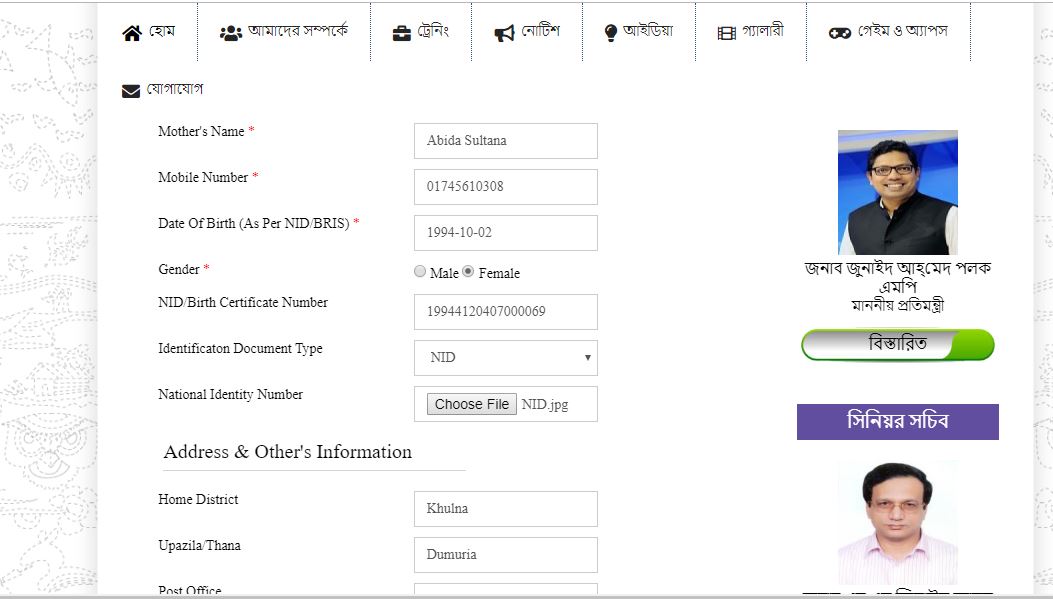 হোম
আমাদের সম্পর্কে
ট্রেনিং
নোটিশ
আইডিয়া
গ্যালারী
গেইম ও অ্যাপস
যোগাযোগ
Mother's Name * Abida Sultana
Mobile Number * 01745610308
Date Of Birth (As Per NID/BRIS) * 1994-10-02
Gender * Male Female
NID/Birth Certificate Number 19944120407000069
Identificaton Document Type NID
National Identity Number Choose File NID.jpg
Address & Other's Information
Home District Khulna
Upazila/Thana Dumuria
Post Office
জনাব জুনাইদ আহ্‌মেদ পলক
এমপি
মাননীয় প্রতিমন্ত্রী
বিস্তারিত
সিনিয়র সচিব